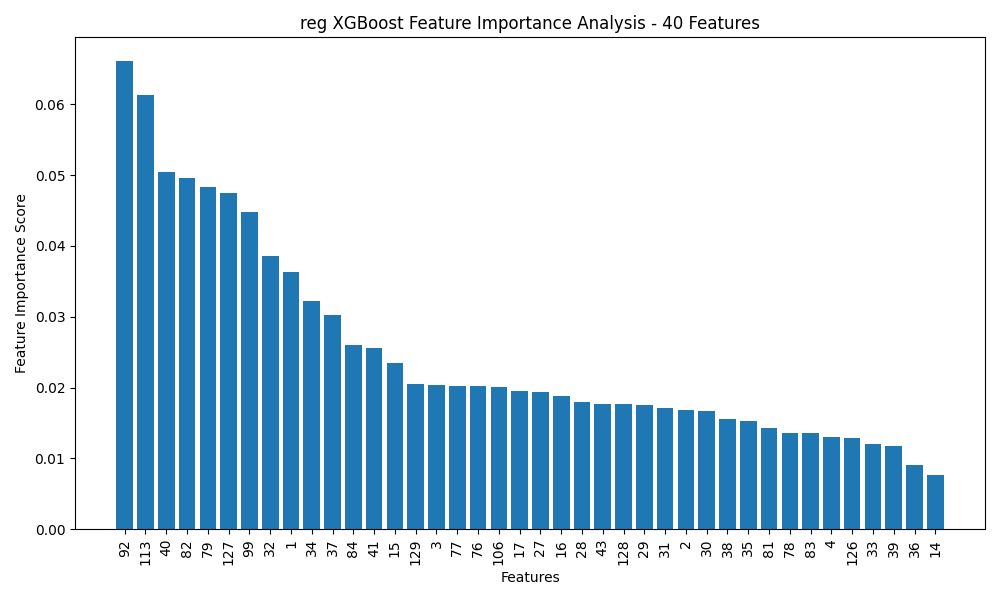 reg XGBoost Feature Importance Analysis - 40 Features
Feature Importance Score
0.06
0.05
0.04
0.03
0.02
0.01
0.00
92 113 40 82 79 127 99 32 1 34 37 84 41 15 129 3 77 76 106 17 27 16 28 43 128 29 31 2 30 38 35 81 78 83 4 126 33 39 36 14
Features